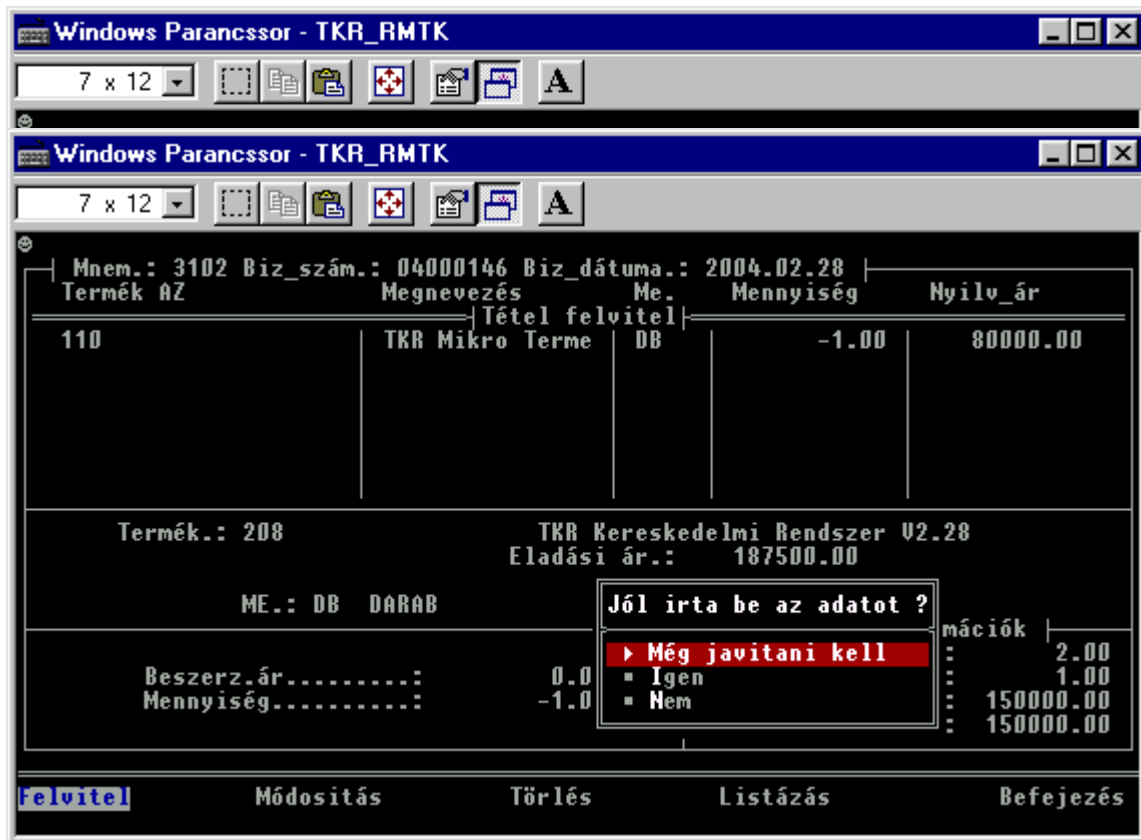 Windows Parancssor - TKR_RMTK
7 x 12
A
Windows Parancssor - TKR_RMTK
7 x 12
A
Mnem.: 3102 Biz_szám.: 04000146 Biz_dátuma.: 2004.02.28
Termék AZ Megnevezés Me. Mennyiség Nyilv_ár
Tétel felvitel
110 TKR Mikro Terme DB -1.00 80000.00
Termék.: 208 TKR Kereskedelmi Rendszer V2.28
Eladási ár.: 187500.00
ME.: DB DARAB
Jól irta be az adatot ?
mációk
Még javitani kell : 2.00
Beszerz.ár.........: 0.0 Igen : 1.00
Mennyiség..........: -1.0 Nem : 150000.00
: 150000.00
Felvitel Módositás Törlés Listázás Befejezés